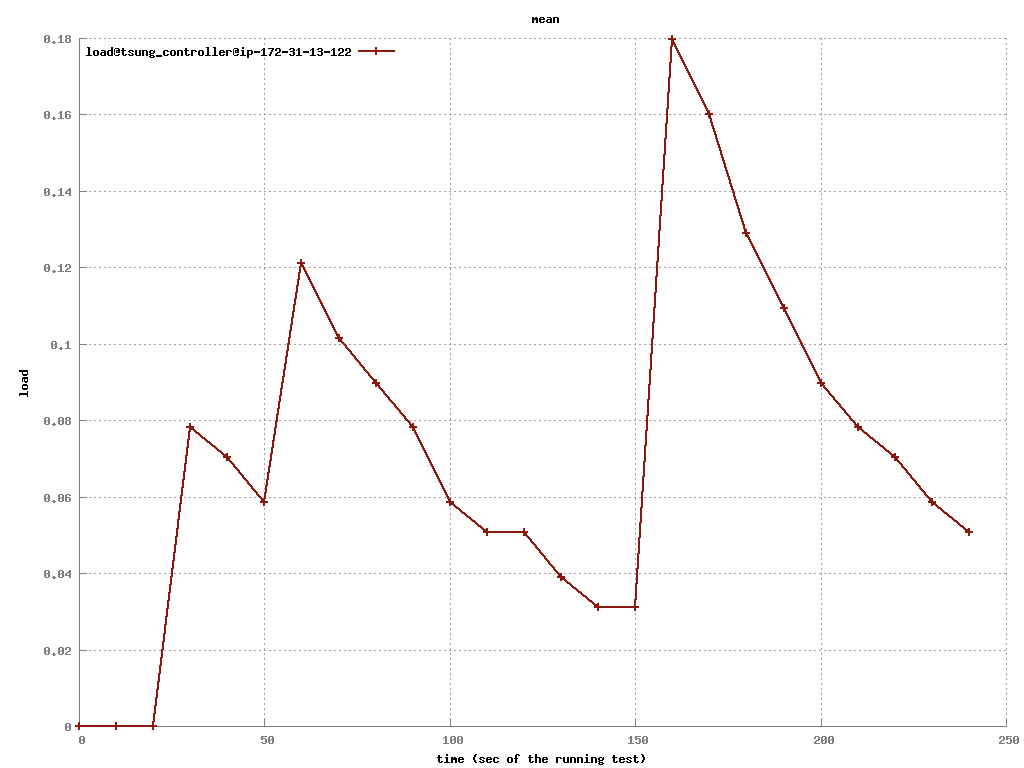 mean
load@tsung_controller@ip-172-31-13-122
0.18
0.16
0.14
0.12
0.1
0.08
0.06
0.04
0.02
0
load
0 50 100 150 200 250
time (sec of the running test)